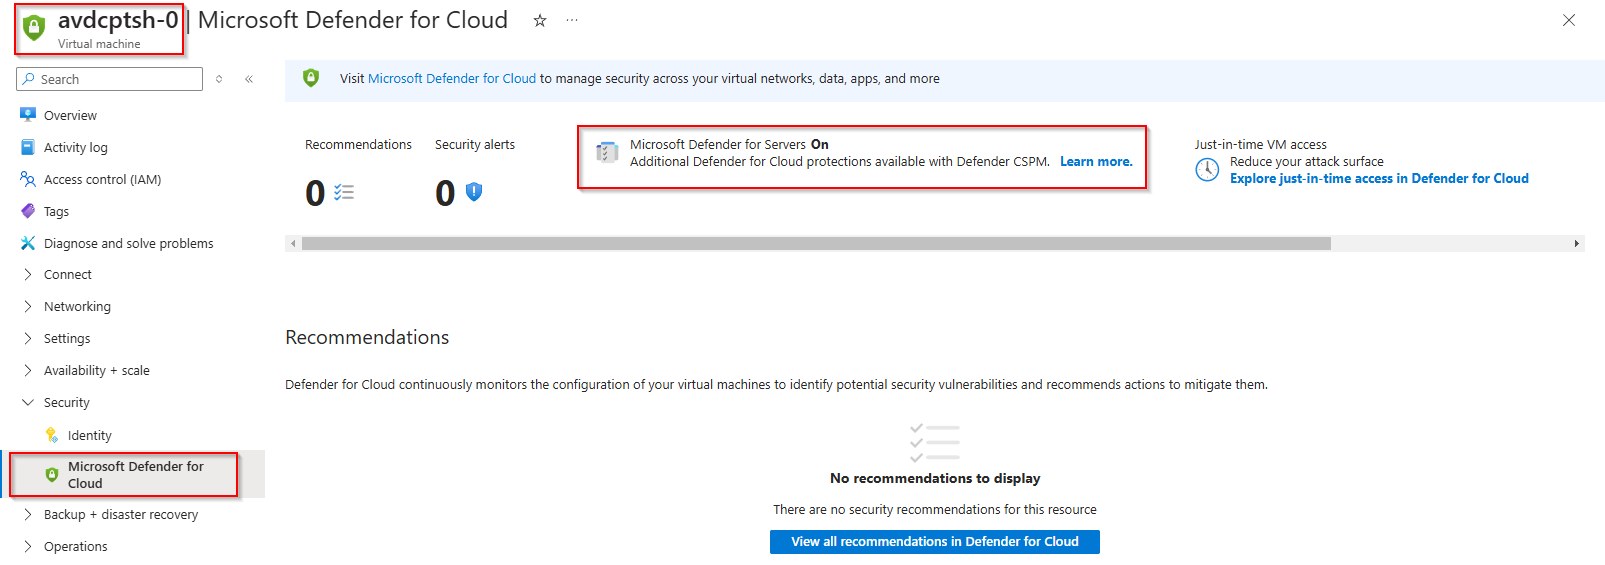 avdcptsh-0 | Microsoft Defender for Cloud
Virtual machine
Search
Visit Microsoft Defender for Cloud to manage security across your virtual networks, data, apps, and more
Overview
Activity log
Access control (IAM)
Tags
Diagnose and solve problems
Connect
Networking
Settings
Availability + scale
Security
Identity
Microsoft Defender for
Cloud
Backup + disaster recovery
Operations
Recommendations
0
Security alerts
0
Microsoft Defender for Servers On
Additional Defender for Cloud protections available with Defender CSPM. Learn more.
Just-in-time VM access
Reduce your attack surface
Explore just-in-time access in Defender for Cloud
Recommendations
Defender for Cloud continuously monitors the configuration of your virtual machines to identify potential security vulnerabilities and recommends actions to mitigate them.
No recommendations to display
There are no security recommendations for this resource
View all recommendations in Defender for Cloud